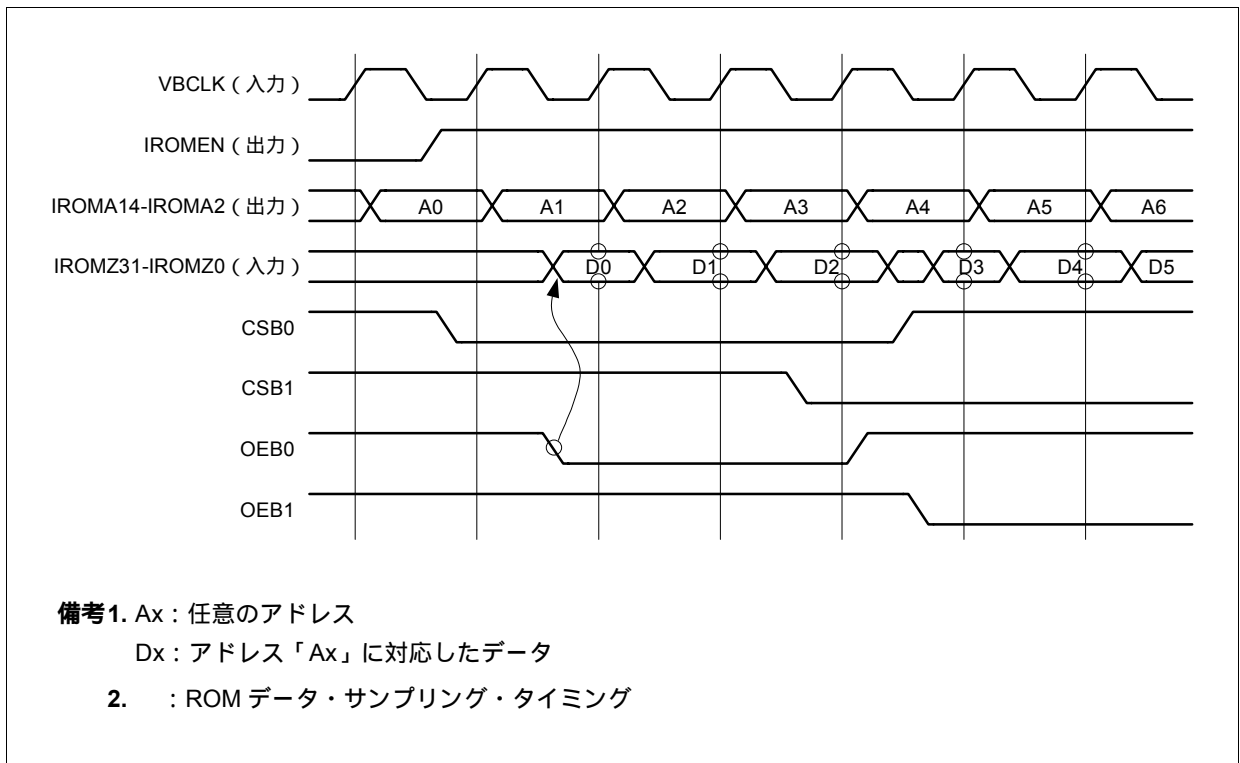 VBCLK（入力）
IROMEN（出力）
IROMA14-IROMA2（出力） A0 A1 A2 A3 A4 A5 A6
IROMZ31-IROMZ0（入力） D0 D1 D2 D3 D4 D5
CSB0
CSB1
OEB0
OEB1
備考1. Ax：任意のアドレス
Dx：アドレス「Ax」に対応したデータ
2. ：ROM データ・サンプリング・タイミング